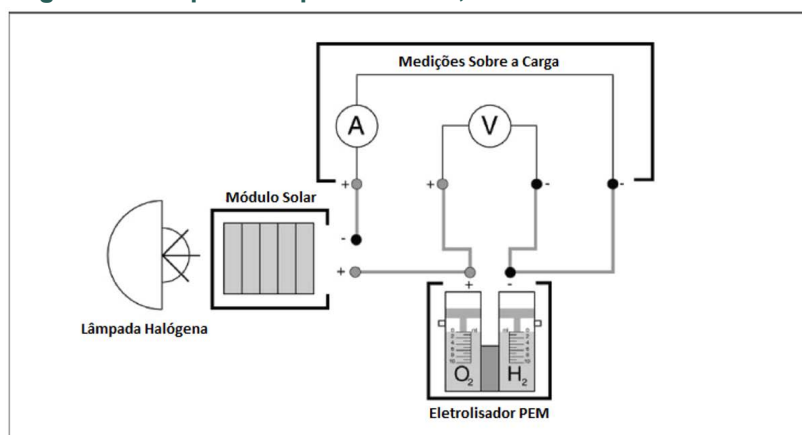 Medições Sobre a Carga
A
V
+
+
-
-
Módulo Solar
-
+
+
-
Lâmpada Halógena
O2
H2
Eletrolisador PEM